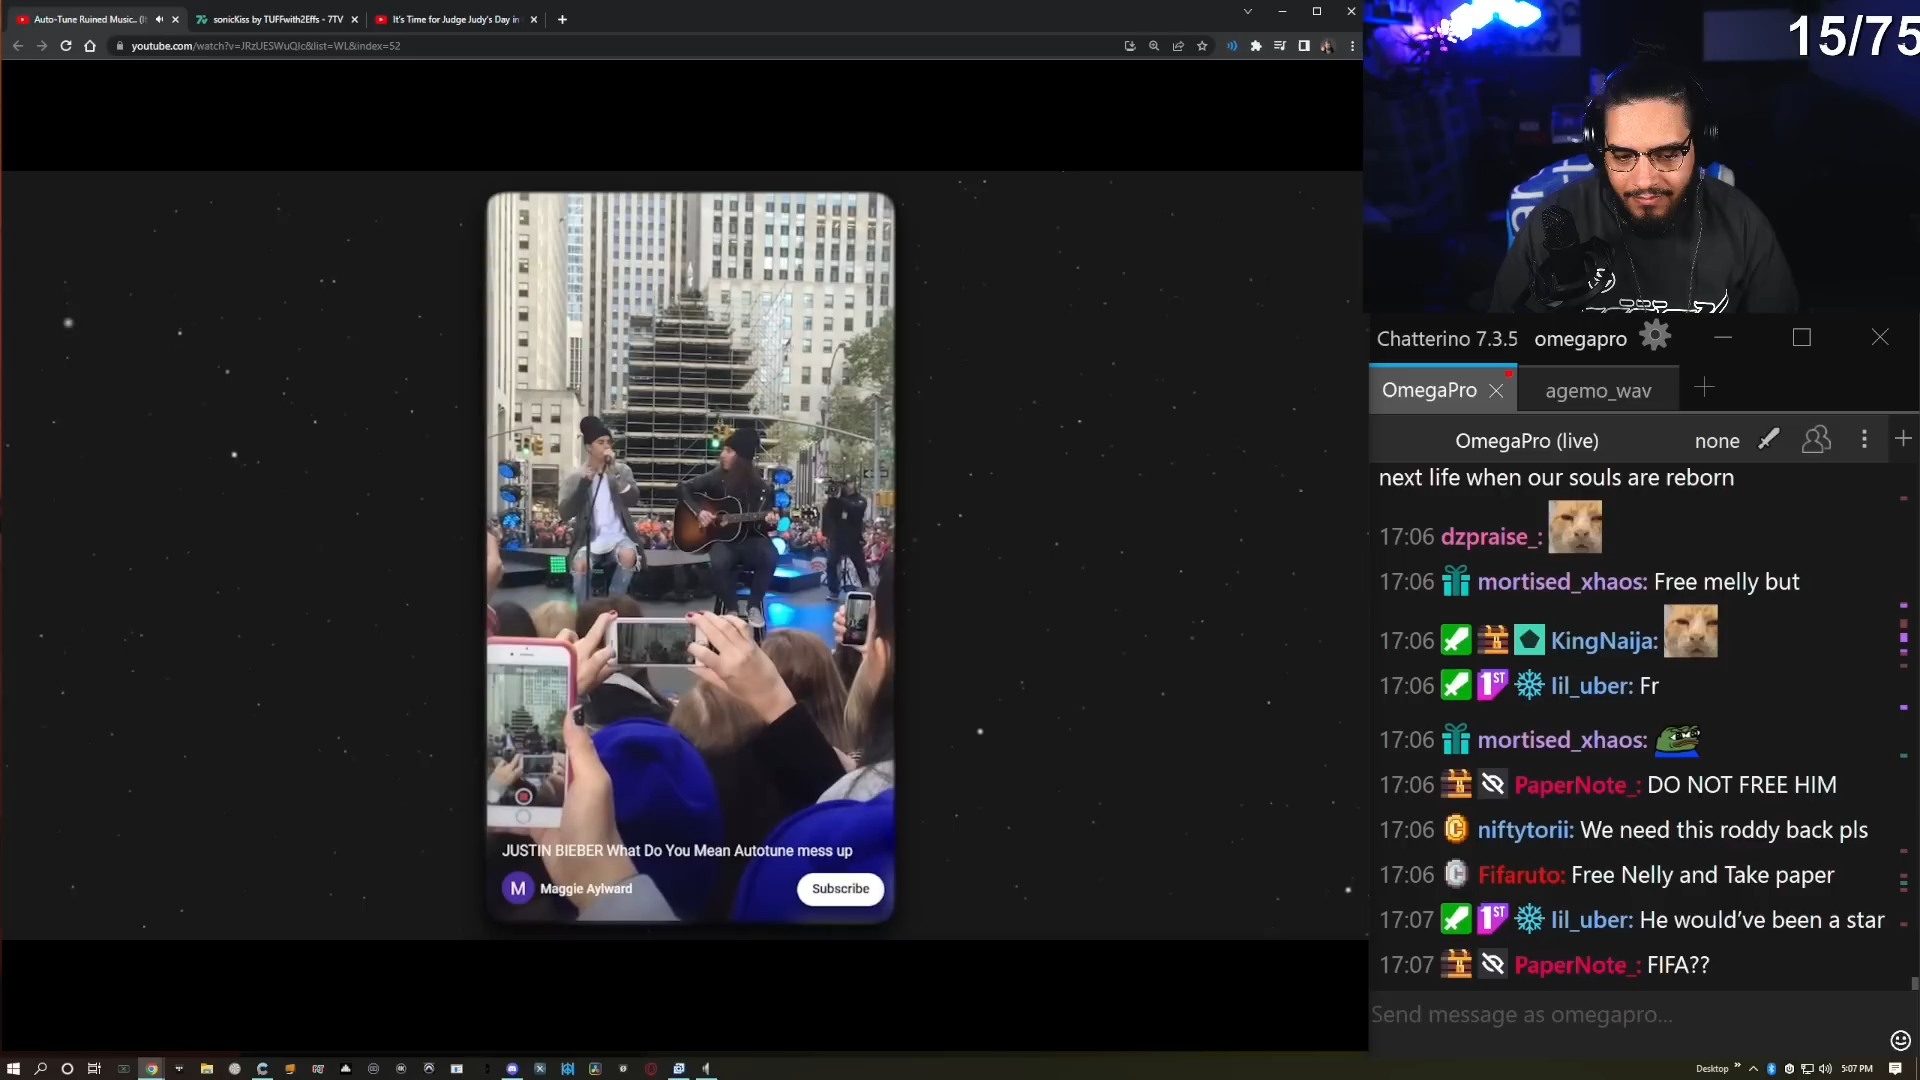 Auto-Tune Ruined Music.. (I
sonicKiss by TUFFwith2Effs - 7TV
It's Time for Judge Judy's Day in
15/75
youtube.com/watch?v=JRzUESWuQIc&list=WL&index=52
JUSTIN BIEBER What Do You Mean Autotune mess up
M Maggie Aylward
Subscribe
Chatterino 7.3.5 omegapro
OmegaPro
agemo_wav
OmegaPro (live)
none
next life when our souls are reborn
17:06 dzpraise_:
17:06 mortised_xhaos: Free melly but
17:06 KingNaija:
17:06 1ST lil_uber: Fr
17:06 mortised_xhaos:
17:06 PaperNote_: DO NOT FREE HIM
17:06 niftytorii: We need this roddy back pls
17:06 Fifaruto: Free Nelly and Take paper
17:07 1ST lil_uber: He would've been a star
17:07 PaperNote_: FIFA??
Send message as omegapro...
Desktop
5:07 PM